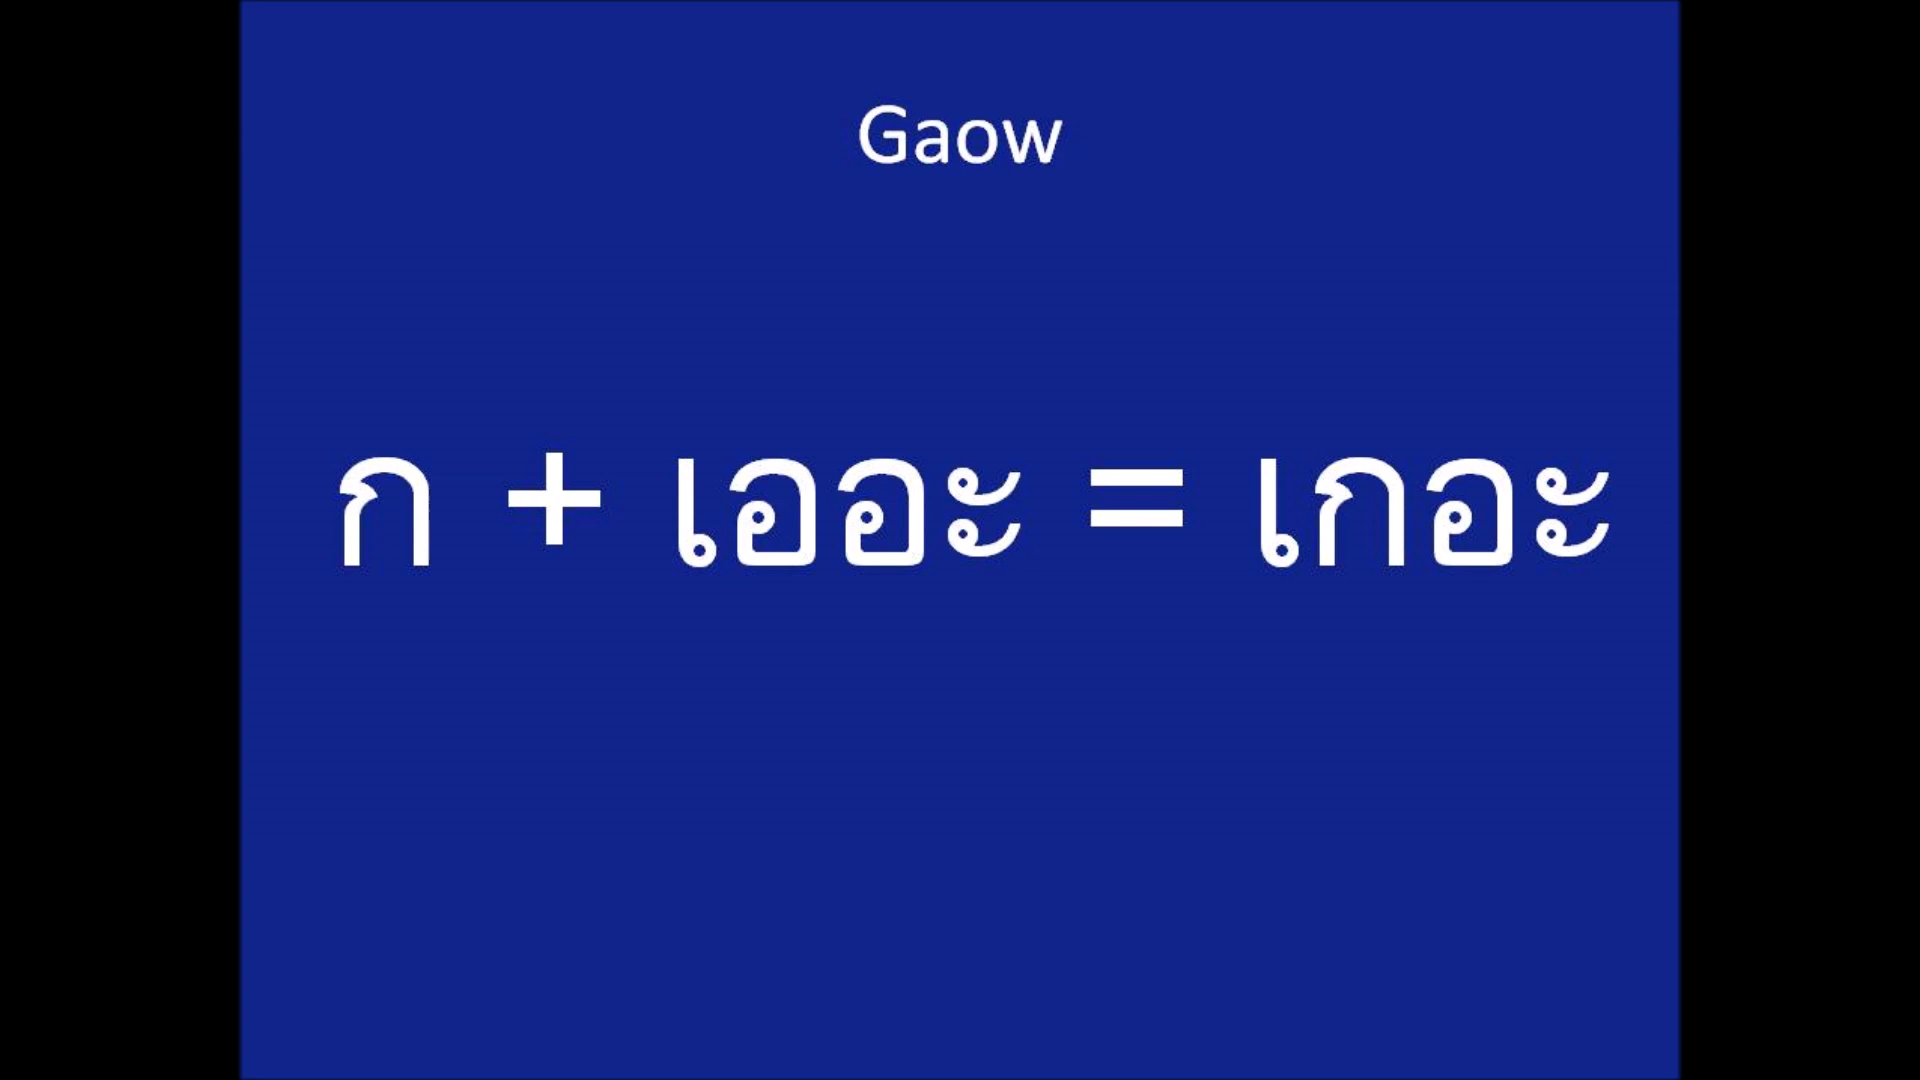 Gaow
ก + เออะ = เกอะ